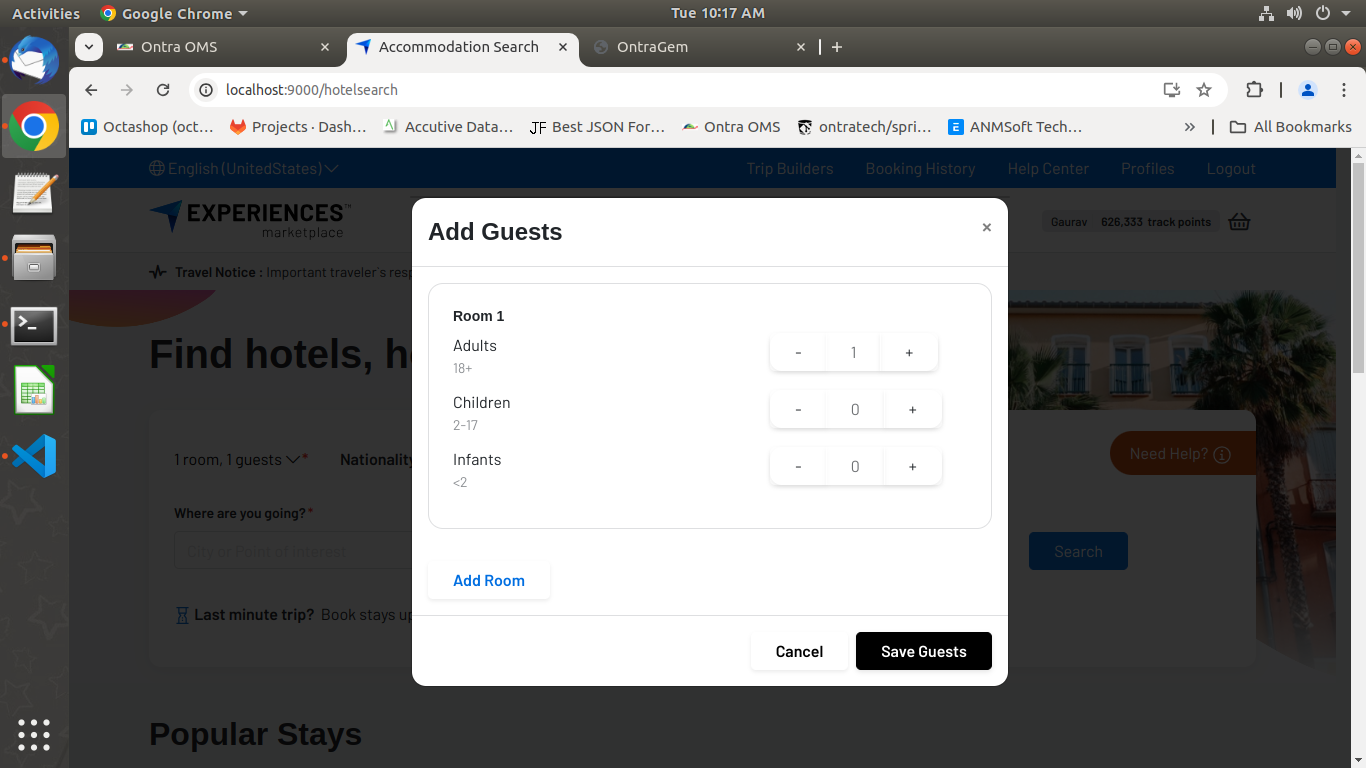 Activities Google Chrome Tue 10:17 AM
Ontra OMS Accommodation Search OntraGem
localhost:9000/hotelsearch
Octashop (oct… Projects · Dash… Accutive Data… JF Best JSON For… Ontra OMS ontratech/spri… ANMSoft Tech… » All Bookmarks
English (UnitedStates) Trip Builders Booking History Help Center Profiles Logout
EXPERIENCES™
marketplace
Gaurav 626,333 track points
Travel Notice : Important traveler's resp
Add Guests ×
Find hotels, h
Room 1
Adults - 1 +
18+
Children - 0 +
2-17
Infants - 0 +
<2
1 room, 1 guests * Nationality
Need Help?
Where are you going?*
City or Point of Interest
Search
Add Room
Last minute trip? Book stays up
Cancel Save Guests
Popular Stays